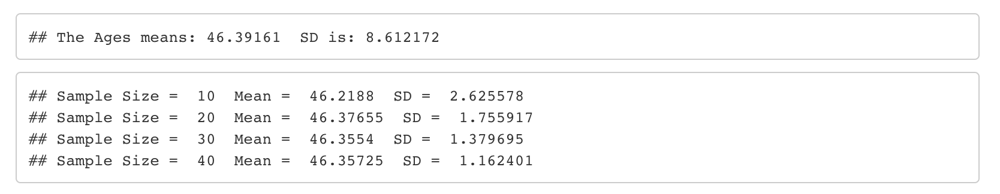 ## The Ages means: 46.39161  SD is: 8.612172
## Sample Size =  10  Mean =  46.2188  SD =  2.625578
## Sample Size =  20  Mean =  46.37655  SD =  1.755917
## Sample Size =  30  Mean =  46.3554  SD =  1.379695
## Sample Size =  40  Mean =  46.35725  SD =  1.162401